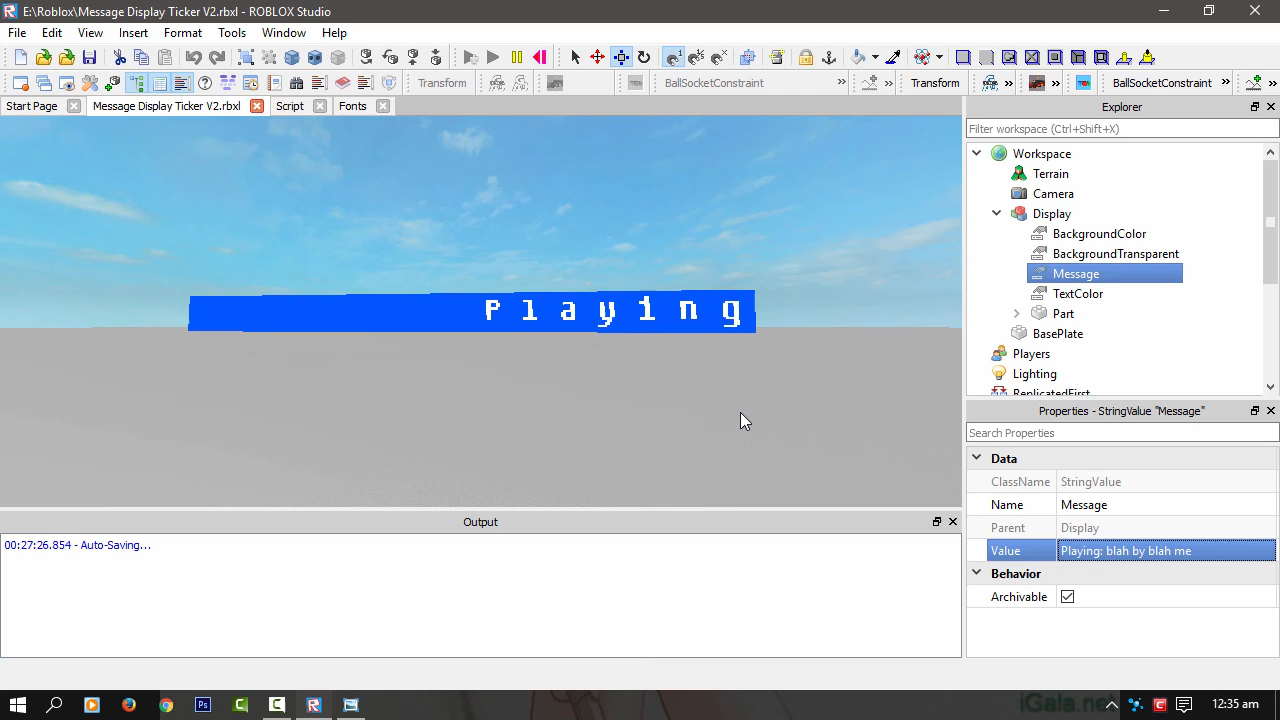 E:\Roblox\Message Display Ticker V2.rbxl - ROBLOX Studio
File Edit View Insert Format Tools Window Help
Transform BallSocketConstraint » Transform » » BallSocketConstraint » »
Start Page Message Display Ticker V2.rbxl Script Fonts
Playing
Explorer
Filter workspace (Ctrl+Shift+X)
Workspace
Terrain
Camera
Display
BackgroundColor
BackgroundTransparent
Message
TextColor
Part
BasePlate
Players
Lighting
ReplicatedFirst
Properties - StringValue "Message"
Search Properties
Data
ClassName StringValue
Name Message
Parent Display
Value Playing: blah by blah me
Behavior
Archivable
Output
00:27:26.854 - Auto-Saving...
iGala.net
12:35 am